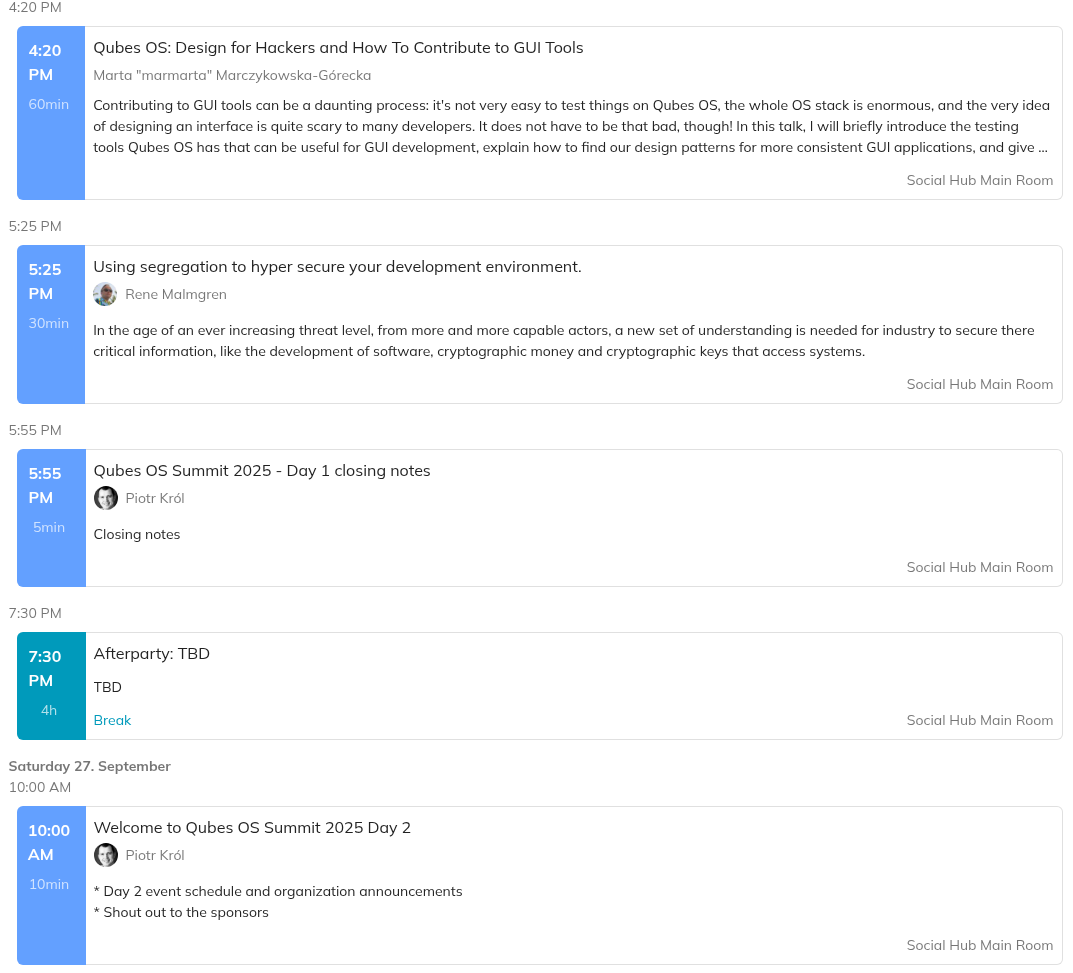 4:20 PM
4:20
PM
60min
Qubes OS: Design for Hackers and How To Contribute to GUI Tools
Marta "marmarta" Marczykowska-Górecka
Contributing to GUI tools can be a daunting process: it's not very easy to test things on Qubes OS, the whole OS stack is enormous, and the very idea
of designing an interface is quite scary to many developers. It does not have to be that bad, though! In this talk, I will briefly introduce the testing
tools Qubes OS has that can be useful for GUI development, explain how to find our design patterns for more consistent GUI applications, and give ...
Social Hub Main Room
5:25 PM
5:25
PM
30min
Using segregation to hyper secure your development environment.
Rene Malmgren
In the age of an ever increasing threat level, from more and more capable actors, a new set of understanding is needed for industry to secure there
critical information, like the development of software, cryptographic money and cryptographic keys that access systems.
Social Hub Main Room
5:55 PM
5:55
PM
5min
Qubes OS Summit 2025 - Day 1 closing notes
Piotr Król
Closing notes
Social Hub Main Room
7:30 PM
7:30
PM
4h
Afterparty: TBD
TBD
Break
Social Hub Main Room
Saturday 27. September
10:00 AM
10:00
AM
10min
Welcome to Qubes OS Summit 2025 Day 2
Piotr Król
* Day 2 event schedule and organization announcements
* Shout out to the sponsors
Social Hub Main Room